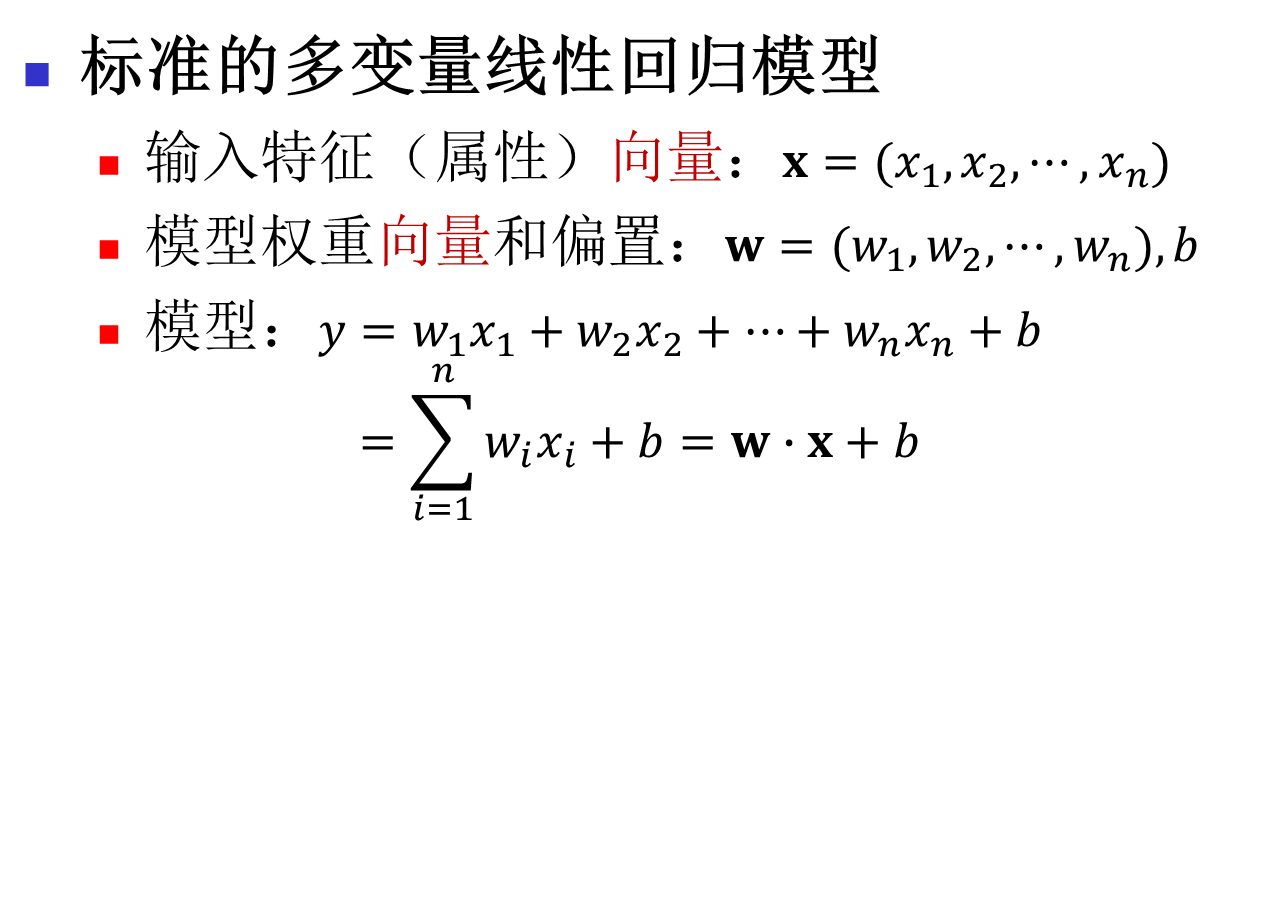 标准的多变量线性回归模型
输入特征（属性）向量：𝐱 = (x₁, x₂, ⋯ , xₙ)
模型权重向量和偏置：𝐰 = (w₁, w₂, ⋯ , wₙ), b
模型：y = w₁x₁ + w₂x₂ + ⋯ + wₙxₙ + b
= ∑ᵢ₌₁ⁿ wᵢxᵢ + b = 𝐰 · 𝐱 + b